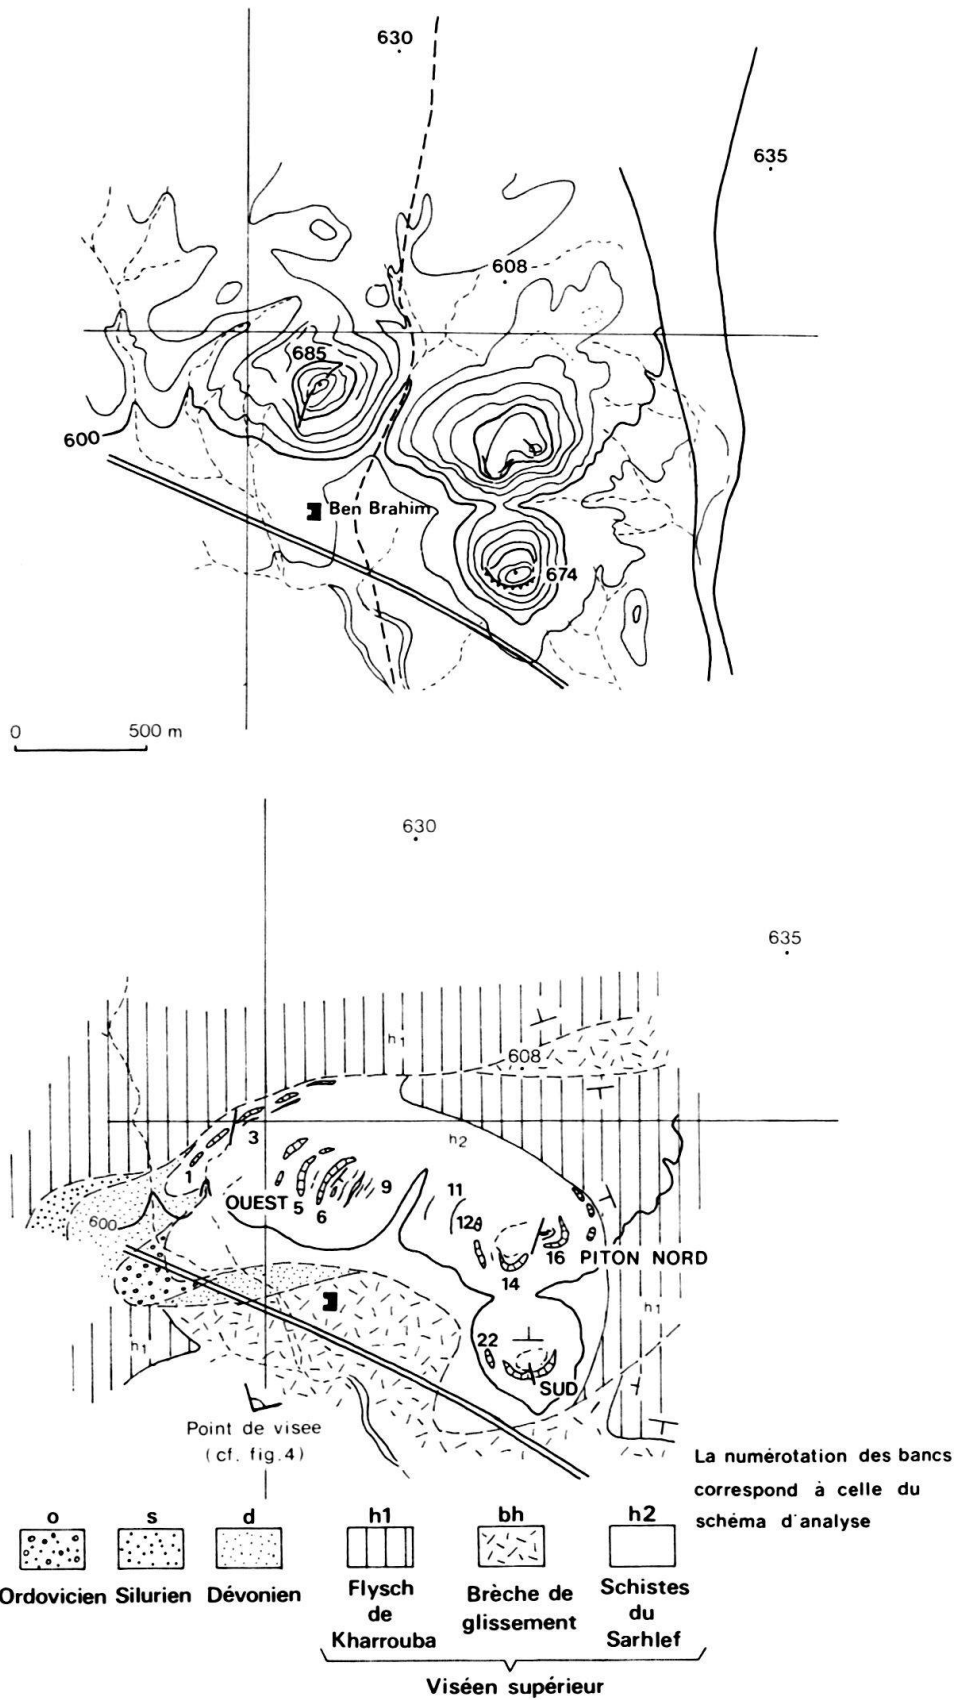 630
635
608
685
600
Ben Brahim
674
0 500 m
630
635
h1
608
3
h2
1
OUEST 5 6 9
11
600
12
16 PITON NORD
14
h1
22
h1
SUD
Point de visee
(cf. fig.4)
La numérotation des bancs
correspond à celle du
schéma d'analyse
o s d h1 bh h2
Ordovicien Silurien Dévonien
Flysch
de
Kharrouba
Brèche de
glissement
Schistes
du
Sarhlef
Viséen supérieur